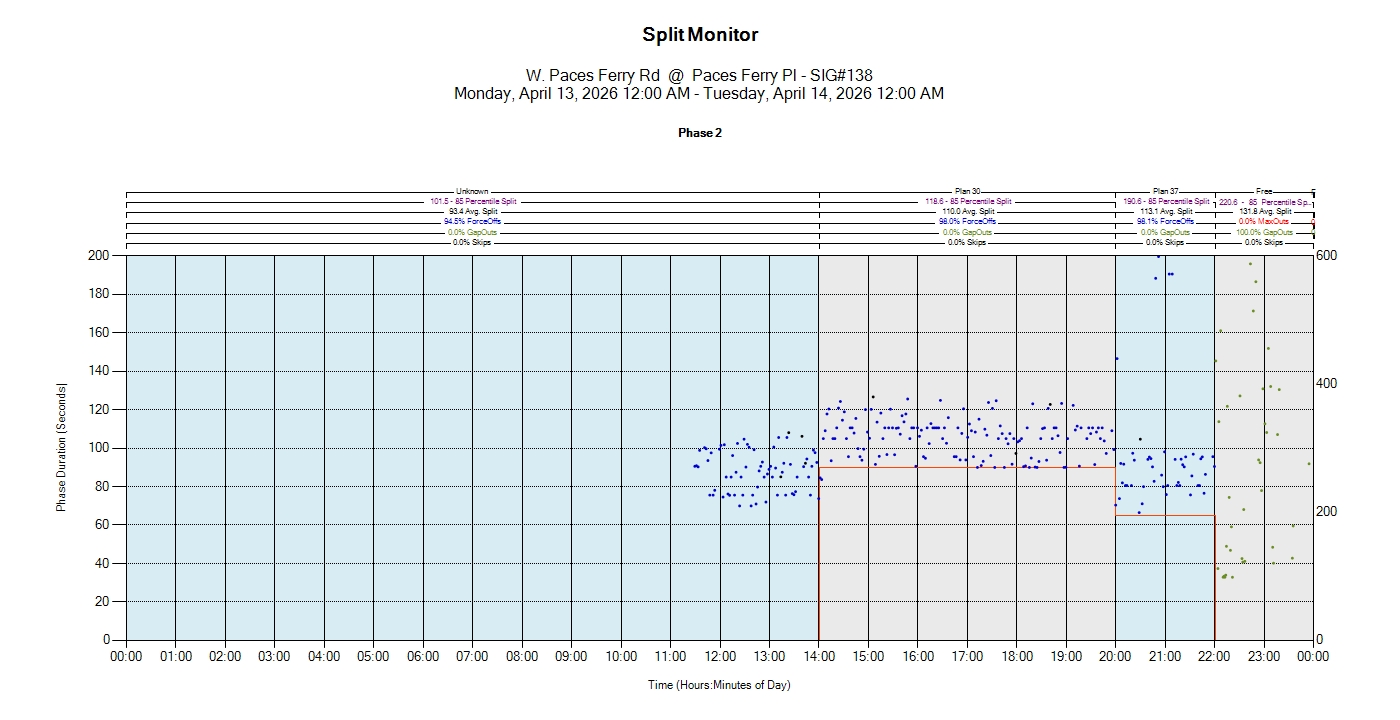 Split Monitor
W. Paces Ferry Rd @ Paces Ferry Pl - SIG#138
Monday, April 13, 2026 12:00 AM - Tuesday, April 14, 2026 12:00 AM
Phase 2
Unknown Plan 30 Plan 37 Free
101.5 - 85 Percentile Split 118.6 - 85 Percentile Split 190.6 - 85 Percentile Split 220.6 - 85 Percentile Sp...
93.4 Avg. Split 110.0 Avg. Split 113.1 Avg. Split 131.8 Avg. Split
94.5% ForceOffs 98.0% ForceOffs 98.1% ForceOffs 0.0% MaxOuts
0.0% GapOuts 0.0% GapOuts 0.0% GapOuts 100.0% GapOuts
0.0% Skips 0.0% Skips 0.0% Skips 0.0% Skips
200 600
180
160
140 400
120
100
80
60 200
40
20
0 0
Phase Duration (Seconds)
00:00 01:00 02:00 03:00 04:00 05:00 06:00 07:00 08:00 09:00 10:00 11:00 12:00 13:00 14:00 15:00 16:00 17:00 18:00 19:00 20:00 21:00 22:00 23:00 00:00
Time (Hours:Minutes of Day)